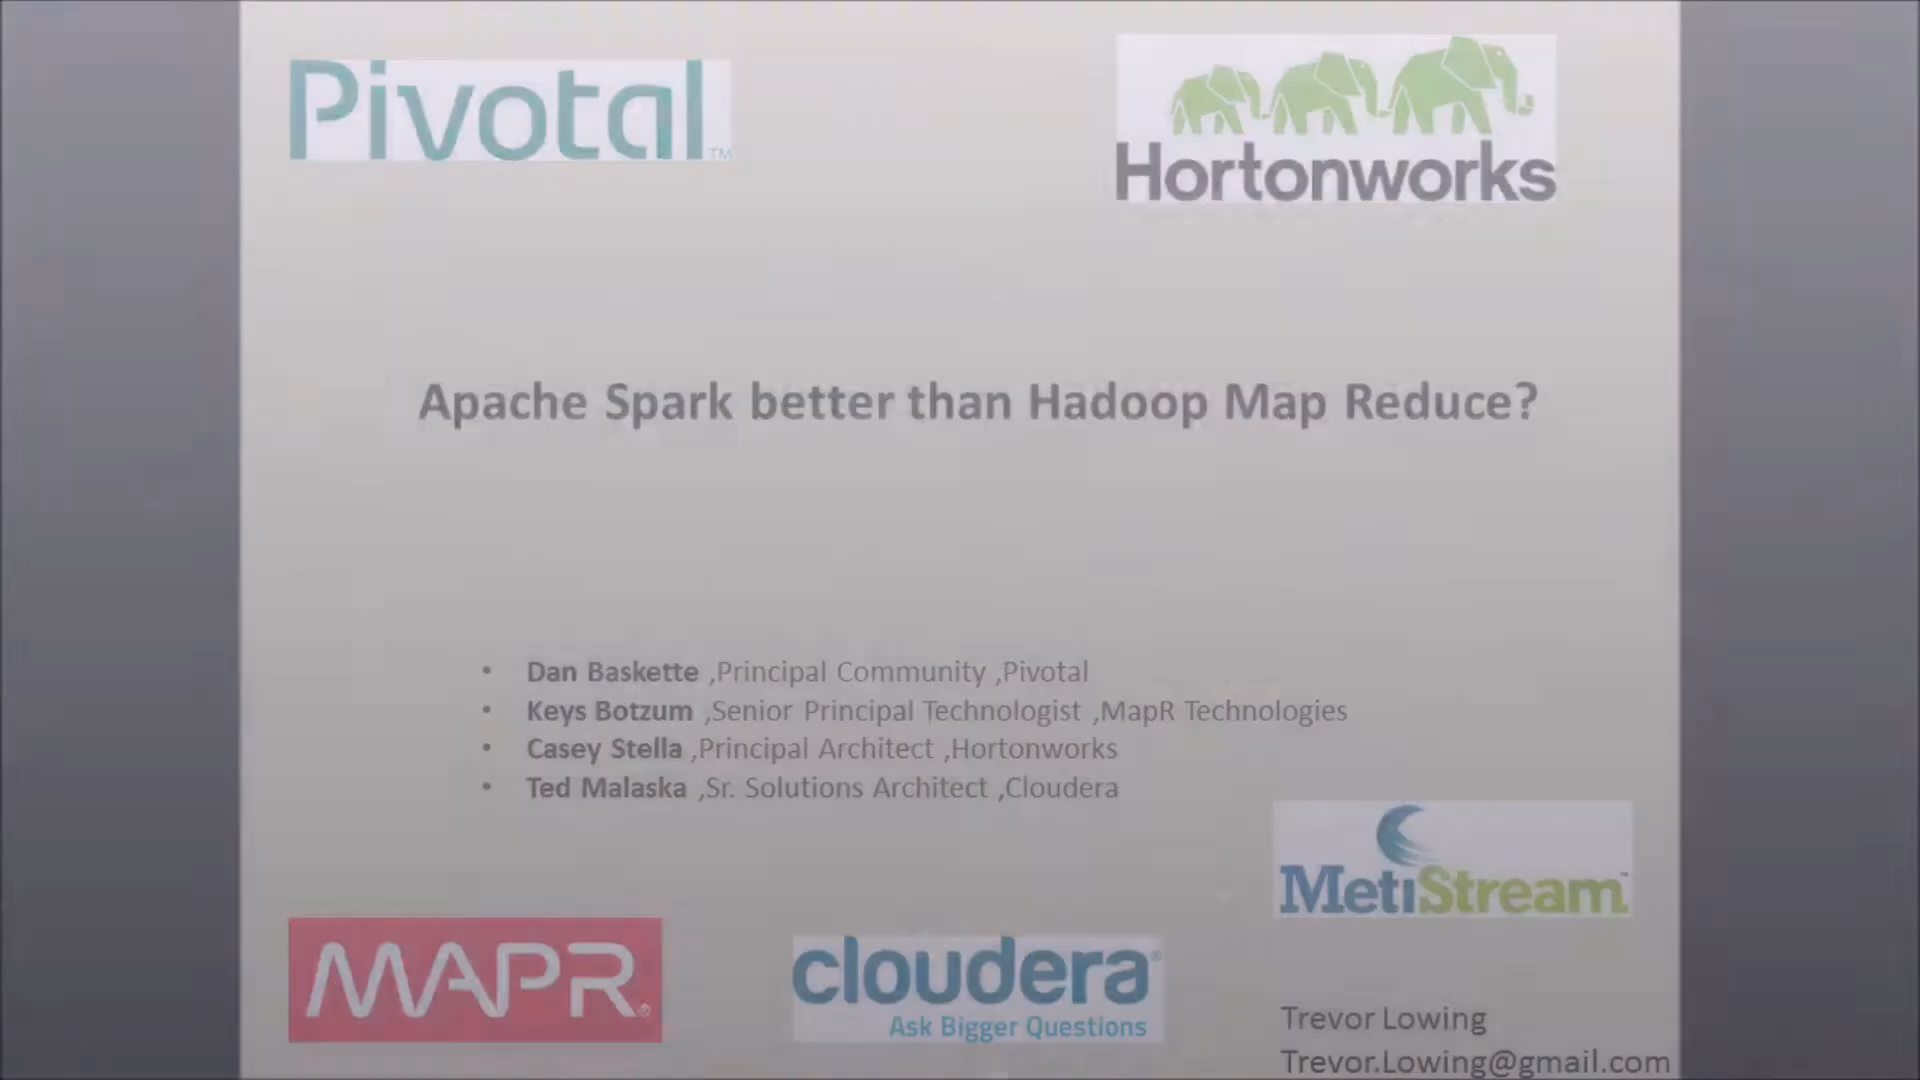 Pivotal™
Hortonworks
Apache Spark better than Hadoop Map Reduce?
• Dan Baskette ,Principal Community ,Pivotal
• Keys Botzum ,Senior Principal Technologist ,MapR Technologies
• Casey Stella ,Principal Architect ,Hortonworks
• Ted Malaska ,Sr. Solutions Architect ,Cloudera
MetiStream™
MAPR®
cloudera®
Ask Bigger Questions
Trevor Lowing
Trevor.Lowing@gmail.com